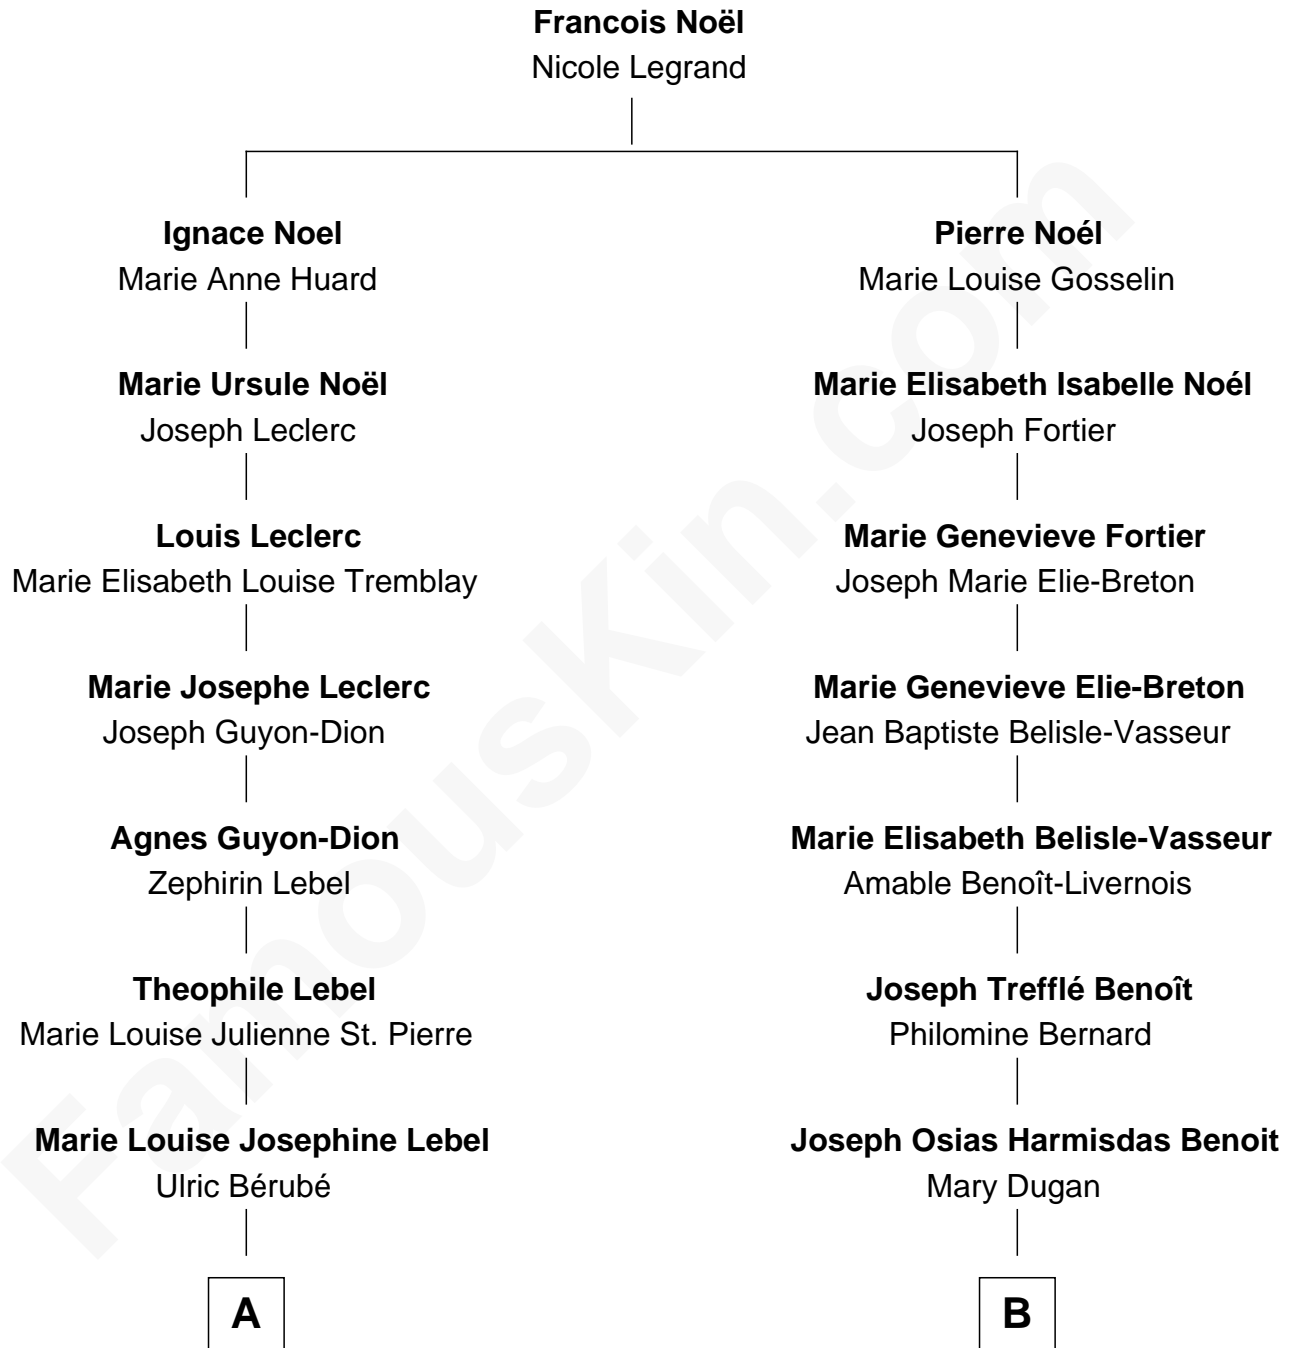 Francois Noël
Nicole Legrand
Ignace Noel
Marie Anne Huard
Marie Ursule Noël
Joseph Leclerc
Louis Leclerc
Marie Elisabeth Louise Tremblay
Marie Josephe Leclerc
Joseph Guyon-Dion
Agnes Guyon-Dion
Zephirin Lebel
Theophile Lebel
Marie Louise Julienne St. Pierre
Marie Louise Josephine Lebel
Ulric Bérubé
A
Pierre Noél
Marie Louise Gosselin
Marie Elisabeth Isabelle Noél
Joseph Fortier
Marie Genevieve Fortier
Joseph Marie Elie-Breton
Marie Genevieve Elie-Breton
Jean Baptiste Belisle-Vasseur
Marie Elisabeth Belisle-Vasseur
Amable Benoît-Livernois
Joseph Trefflé Benoît
Philomine Bernard
Joseph Osias Harmisdas Benoit
Mary Dugan
B
FamousKin.com